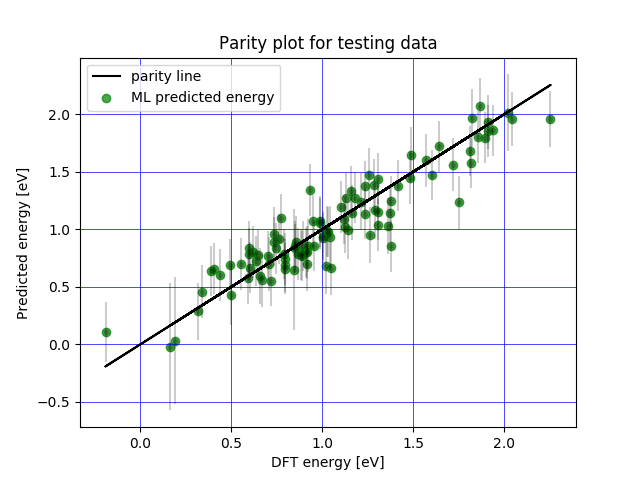 Parity plot for testing data
parity line
ML predicted energy
Predicted energy [eV]
2.0
1.5
1.0
0.5
0.0
−0.5
0.0 0.5 1.0 1.5 2.0
DFT energy [eV]